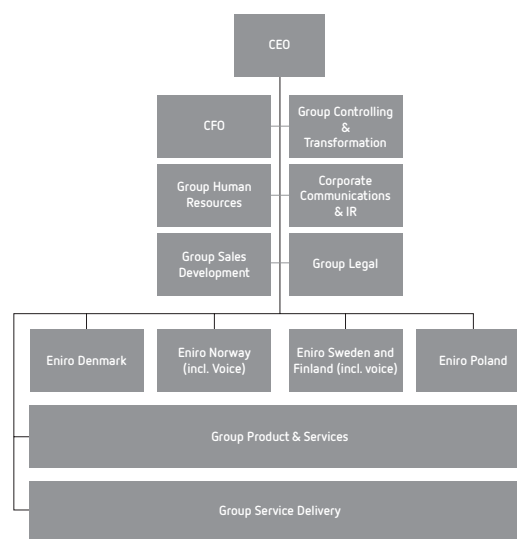 CEO
CFO
Group Controlling
&
Transformation
Group Human
Resources
Corporate
Communications
& IR
Group Sales
Development
Group Legal
Eniro Denmark
Eniro Norway
(incl. Voice)
Eniro Sweden and
Finland (incl. voice)
Eniro Poland
Group Product & Services
Group Service Delivery